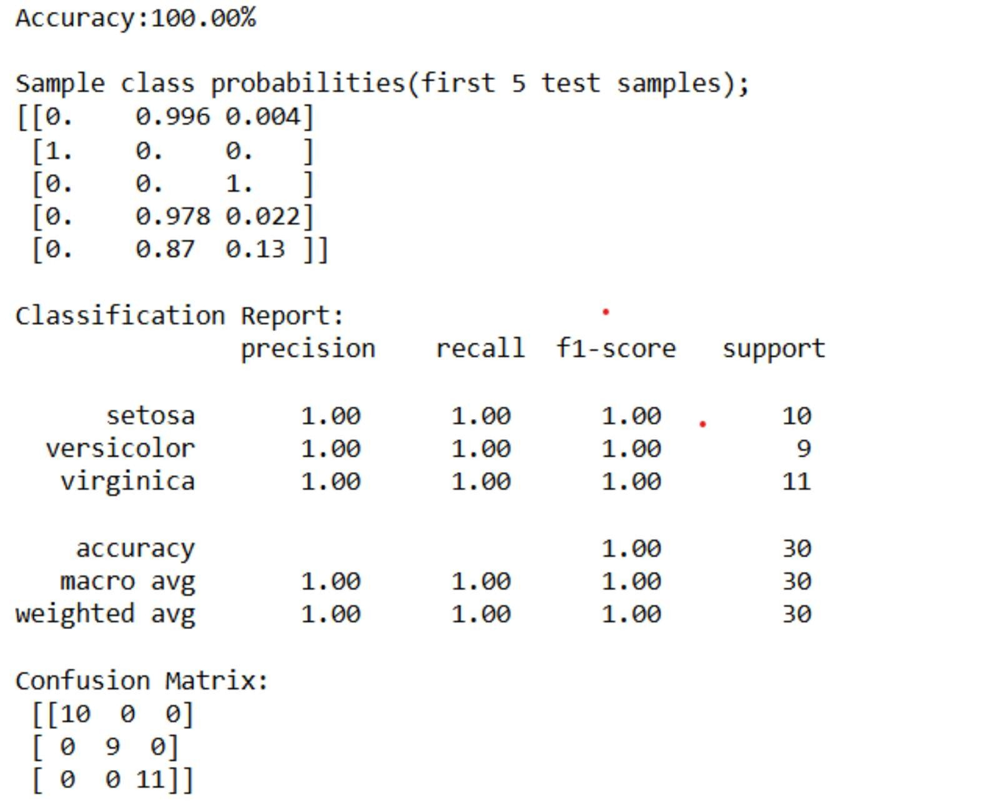 Accuracy:100.00%
Sample class probabilities(first 5 test samples);
[[0.    0.996 0.004]
 [1.    0.    0.   ]
 [0.    0.    1.   ]
 [0.    0.978 0.022]
 [0.    0.87  0.13 ]]
Classification Report:
               precision    recall  f1-score   support
      setosa       1.00      1.00      1.00        10
  versicolor       1.00      1.00      1.00         9
   virginica       1.00      1.00      1.00        11
    accuracy                           1.00        30
   macro avg       1.00      1.00      1.00        30
weighted avg       1.00      1.00      1.00        30
Confusion Matrix:
 [[10  0  0]
 [ 0  9  0]
 [ 0  0 11]]